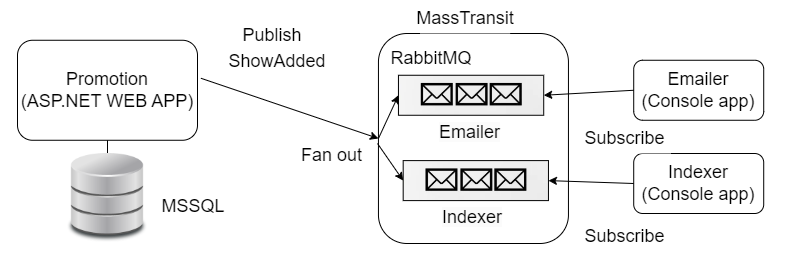 MassTransit
Publish
ShowAdded
RabbitMQ
Promotion
(ASP.NET WEB APP)
Emailer
(Console app)
Emailer
Subscribe
Fan out
Indexer
(Console app)
MSSQL
Indexer
Subscribe